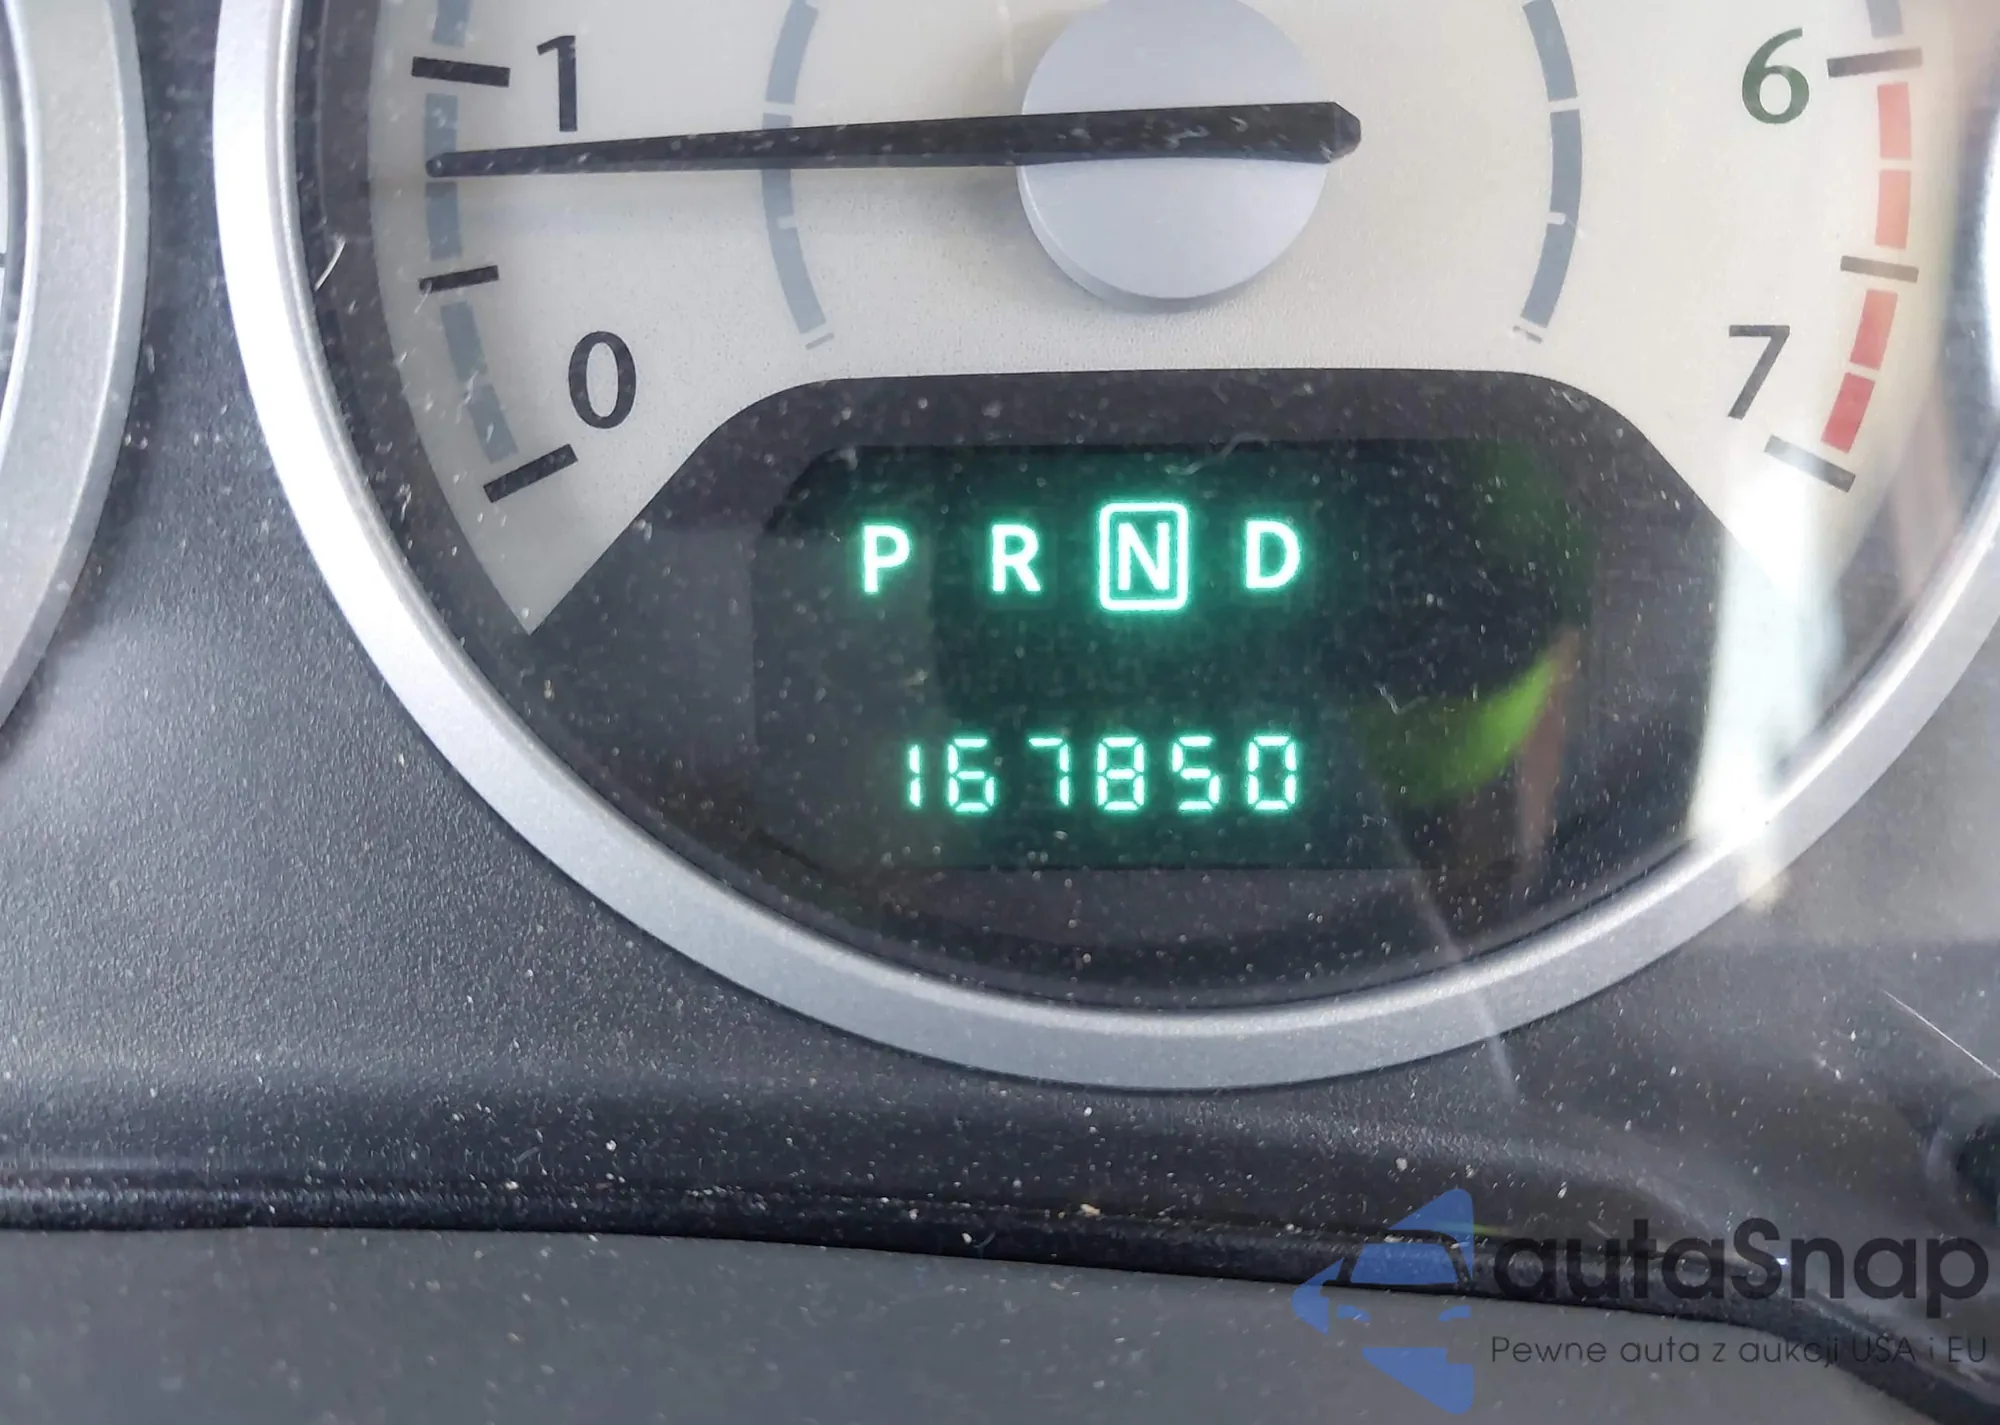 1
6
0
7
P R N D
167850
autaSnap
Pewne auta z aukcji USA i EU